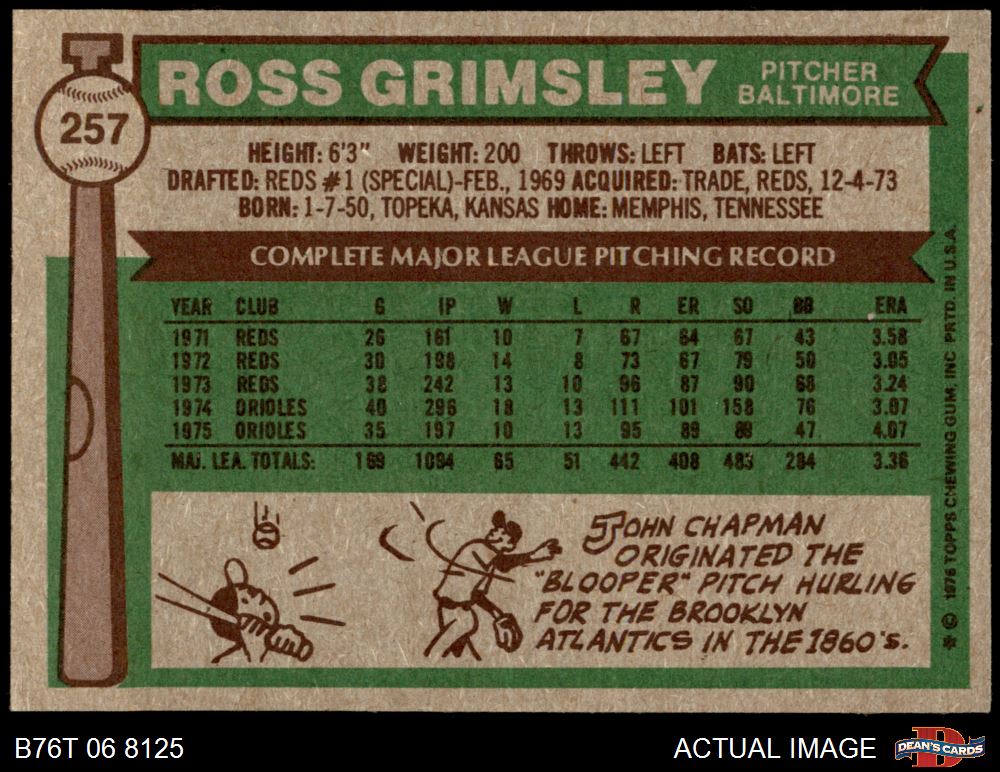 257
ROSS GRIMSLEY
PITCHER
BALTIMORE
HEIGHT: 6'3" WEIGHT: 200 THROWS: LEFT BATS: LEFT
DRAFTED: REDS #1 (SPECIAL)-FEB., 1969 ACQUIRED: TRADE, REDS, 12-4-73
BORN: 1-7-50, TOPEKA, KANSAS HOME: MEMPHIS, TENNESSEE
COMPLETE MAJOR LEAGUE PITCHING RECORD
YEAR CLUB G IP W L R ER SO BB ERA
1971 REDS 26 161 10 7 67 64 67 43 3.58
1972 REDS 30 198 14 8 73 67 79 50 3.05
1973 REDS 38 242 13 10 96 87 90 68 3.24
1974 ORIOLES 40 296 18 13 111 101 158 76 3.07
1975 ORIOLES 35 197 10 13 95 89 89 47 4.07
MAJ. LEA. TOTALS: 169 1094 65 51 442 408 483 284 3.36
JOHN CHAPMAN
ORIGINATED THE
"BLOOPER" PITCH HURLING
FOR THE BROOKLYN
ATLANTICS IN THE 1860's.
* © 1976 TOPPS CHEWING GUM, INC PRTD. IN U.S.A.
B76T 06 8125
ACTUAL IMAGE
D
DEAN'S CARDS